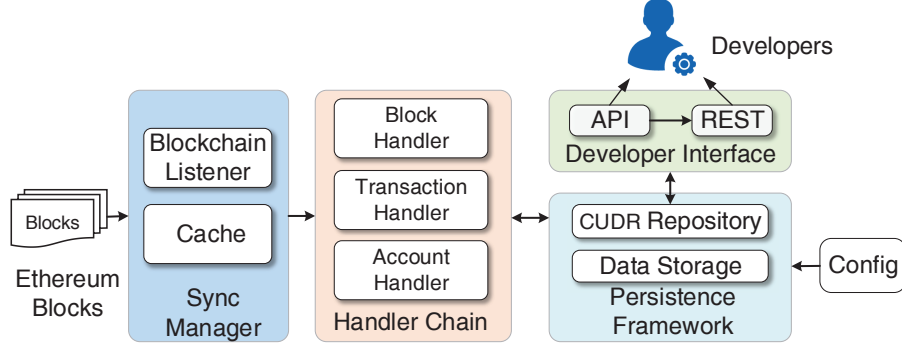 Developers
API
REST
Developer Interface
Block
Handler
Blockchain
Listener
Transaction
Handler
Blocks
Cache
CUDR Repository
Data Storage
Config
Account
Handler
Ethereum
Blocks
Sync
Manager
Handler Chain
Persistence
Framework